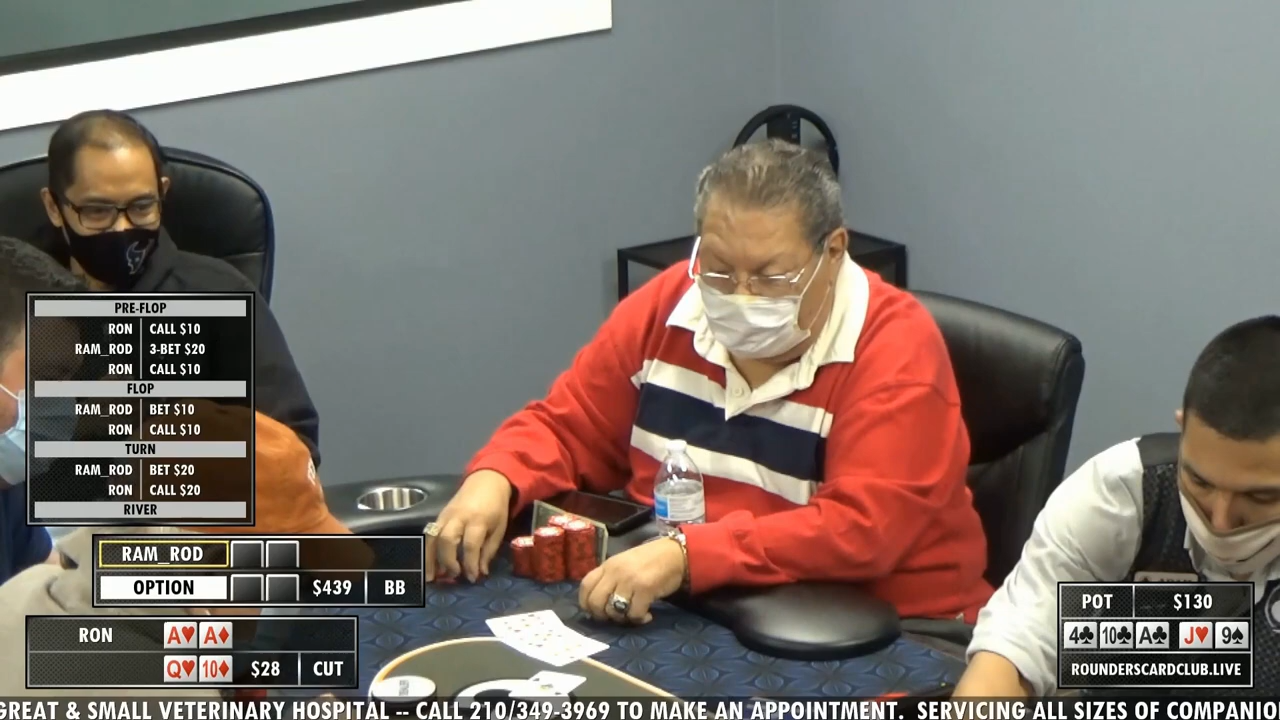 PRE-FLOP
RON CALL $10
RAM_ROD 3-BET $20
RON CALL $10
FLOP
RAM_ROD BET $10
RON CALL $10
TURN
RAM_ROD BET $20
RON CALL $20
RIVER
RAM_ROD
OPTION $439 BB
RON A♥ A♦
Q♥ 10♦ $28 CUT
POT $130
4♣ 10♣ A♣ J♥ 9♠
ROUNDERSCARDCLUB.LIVE
GREAT & SMALL VETERINARY HOSPITAL -- CALL 210/349-3969 TO MAKE AN APPOINTMENT. SERVICING ALL SIZES OF COMPANIO